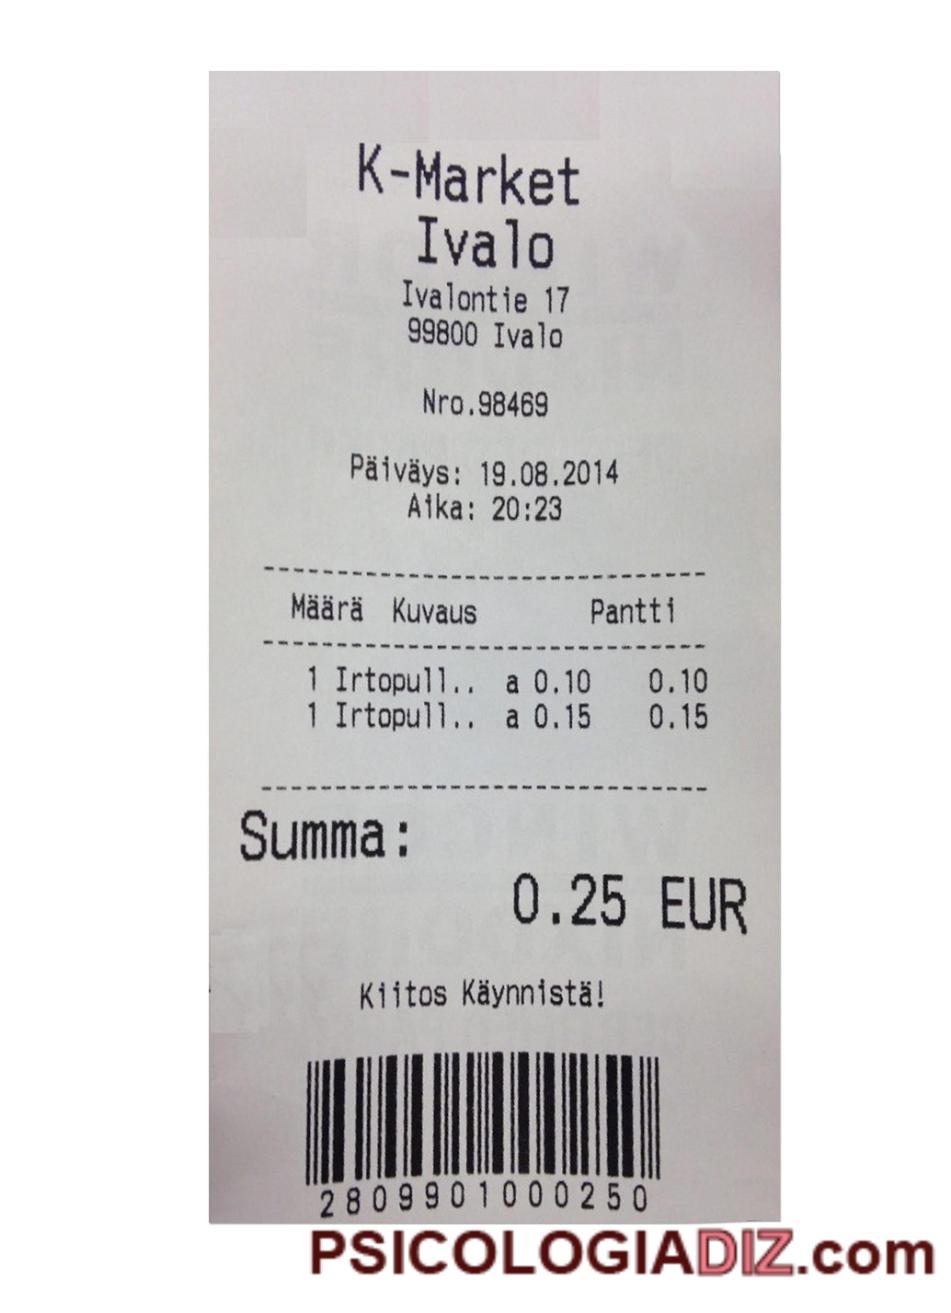 K-Market
Ivalo
Ivalontie 17
99800 Ivalo
Nro.98469
Päiväys: 19.08.2014
Aika: 20:23
Määrä Kuvaus Pantti
1 Irtopull.. a 0.10 0.10
1 Irtopull.. a 0.15 0.15
Summa:
0.25 EUR
Kiitos Käynnistä!
2809901000250
PSICOLOGIADIZ.com